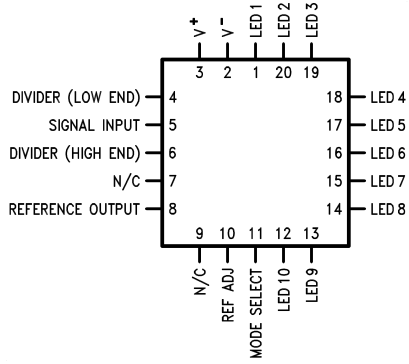 V+
V-
LED 1
LED 2
LED 3
3
2
1
20
19
DIVIDER (LOW END)
4
18
LED 4
SIGNAL INPUT
5
17
LED 5
DIVIDER (HIGH END)
6
16
LED 6
N/C
7
15
LED 7
REFERENCE OUTPUT
8
14
LED 8
9
10
11
12
13
N/C
REF ADJ
MODE SELECT
LED 10
LED 9